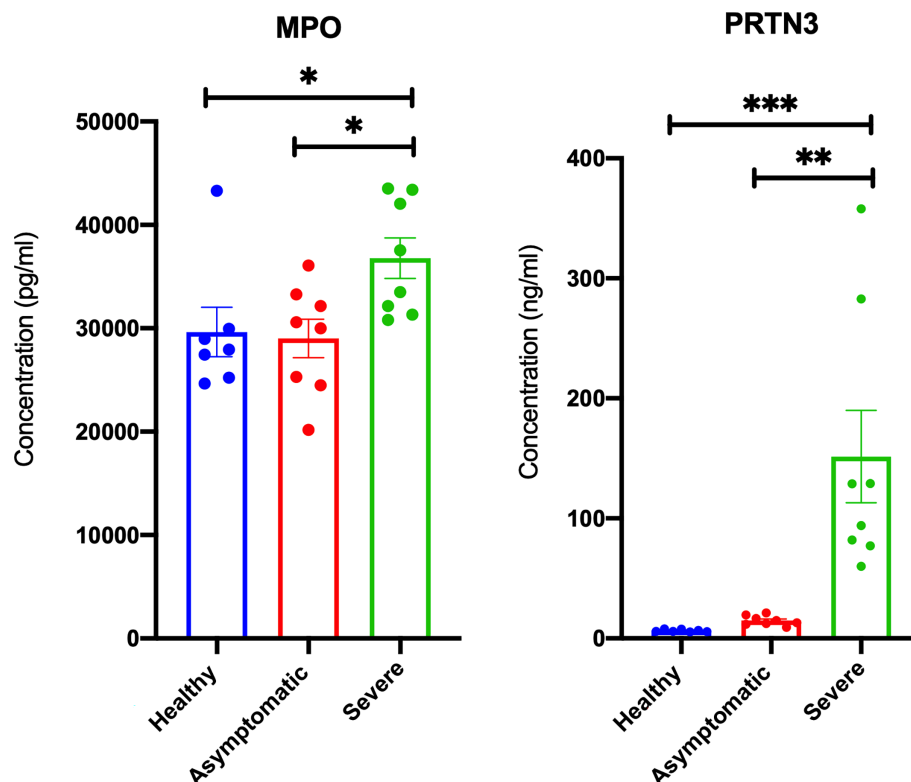 MPO
*
*
50000
40000
30000
20000
10000
0
Concentration (pg/ml)
Healthy
Asymptomatic
Severe
PRTN3
***
**
400
300
200
100
0
Concentration (ng/ml)
Healthy
Asymptomatic
Severe